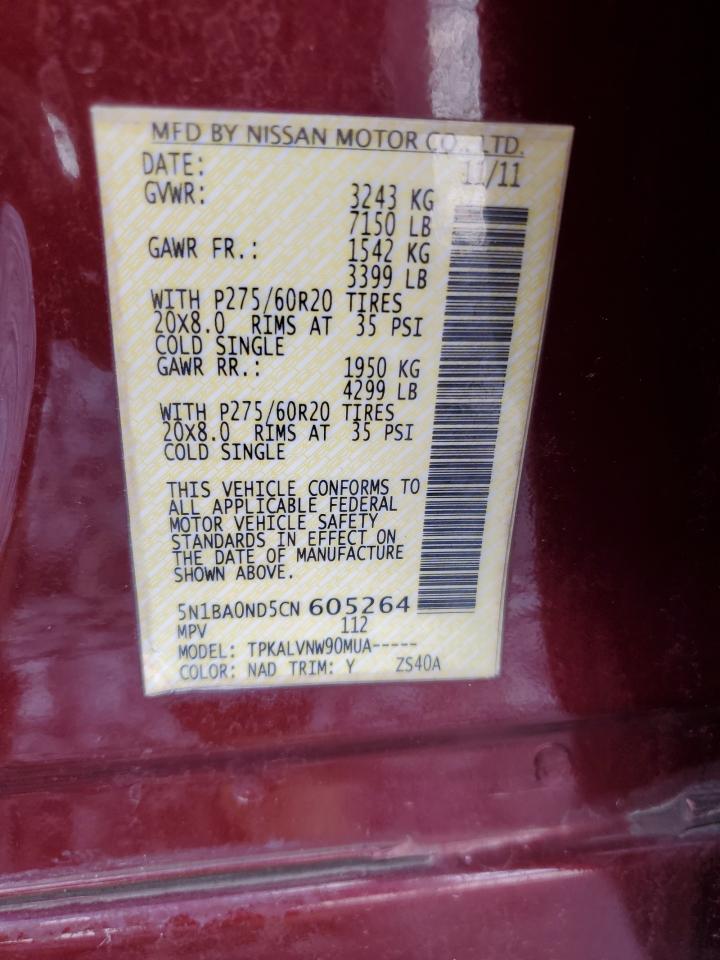 MFD BY NISSAN MOTOR CO., LTD.
DATE: 11/11
GVWR: 3243 KG
7150 LB
GAWR FR.: 1542 KG
3399 LB
WITH P275/60R20 TIRES
20X8.0 RIMS AT 35 PSI
COLD SINGLE
GAWR RR.: 1950 KG
4299 LB
WITH P275/60R20 TIRES
20X8.0 RIMS AT 35 PSI
COLD SINGLE
THIS VEHICLE CONFORMS TO
ALL APPLICABLE FEDERAL
MOTOR VEHICLE SAFETY
STANDARDS IN EFFECT ON
THE DATE OF MANUFACTURE
SHOWN ABOVE.
5N1BA0ND5CN 605264
MPV 112
MODEL: TPKALVNW90MUA-----
COLOR: NAD TRIM: Y ZS40A